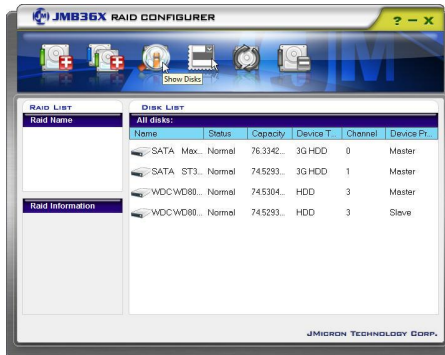 JMB36X RAID CONFIGURER
? – X
Show Disks
RAID LIST
Raid Name
Raid Information
DISK LIST
All disks:
Name Status Capacity Device T... Channel Device Pr...
SATA Max... Normal 76.3342... 3G HDD 0 Master
SATA ST3... Normal 74.5293... 3G HDD 1 Master
WDC WD80... Normal 74.5304... HDD 3 Master
WDC WD80... Normal 74.5293... HDD 3 Slave
JMICRON TECHNOLOGY CORP.